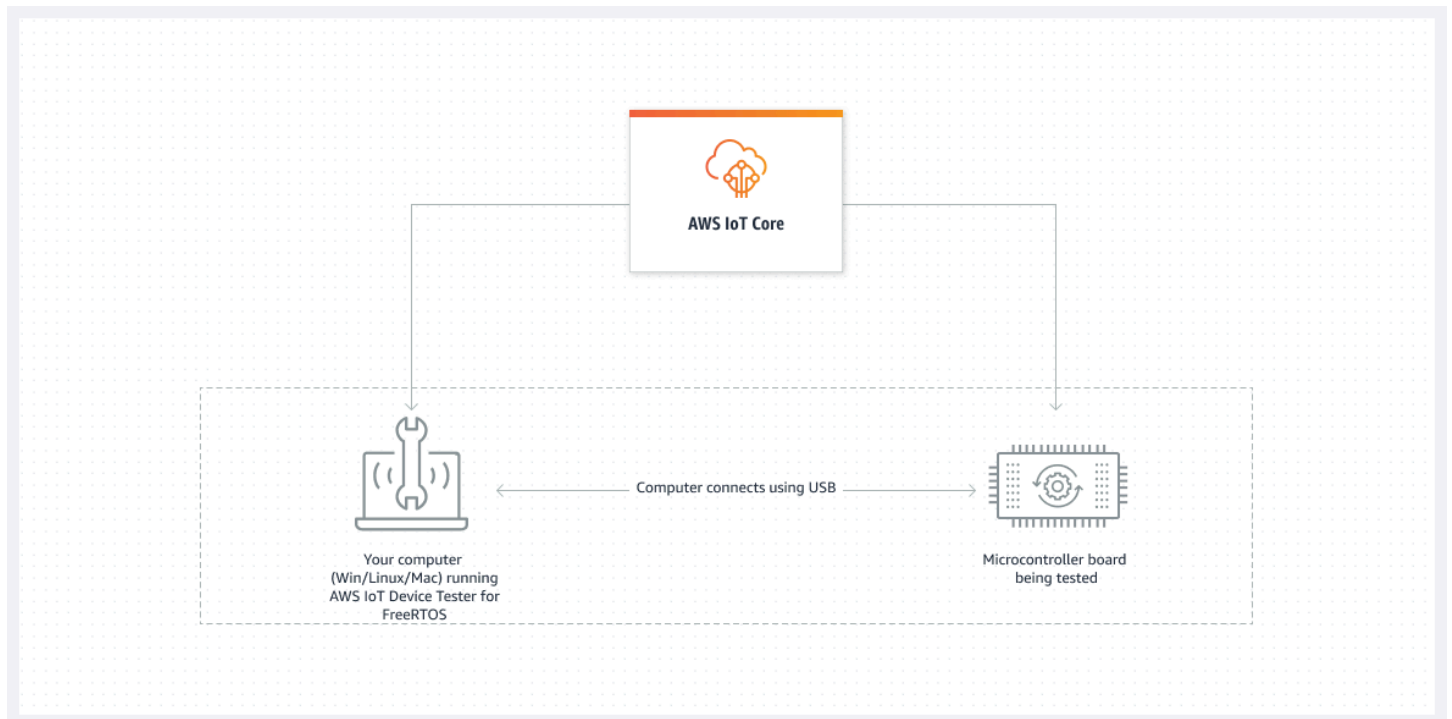 AWS IoT Core
Computer connects using USB
Your computer
(Win/Linux/Mac) running
AWS IoT Device Tester for
FreeRTOS
Microcontroller board
being tested